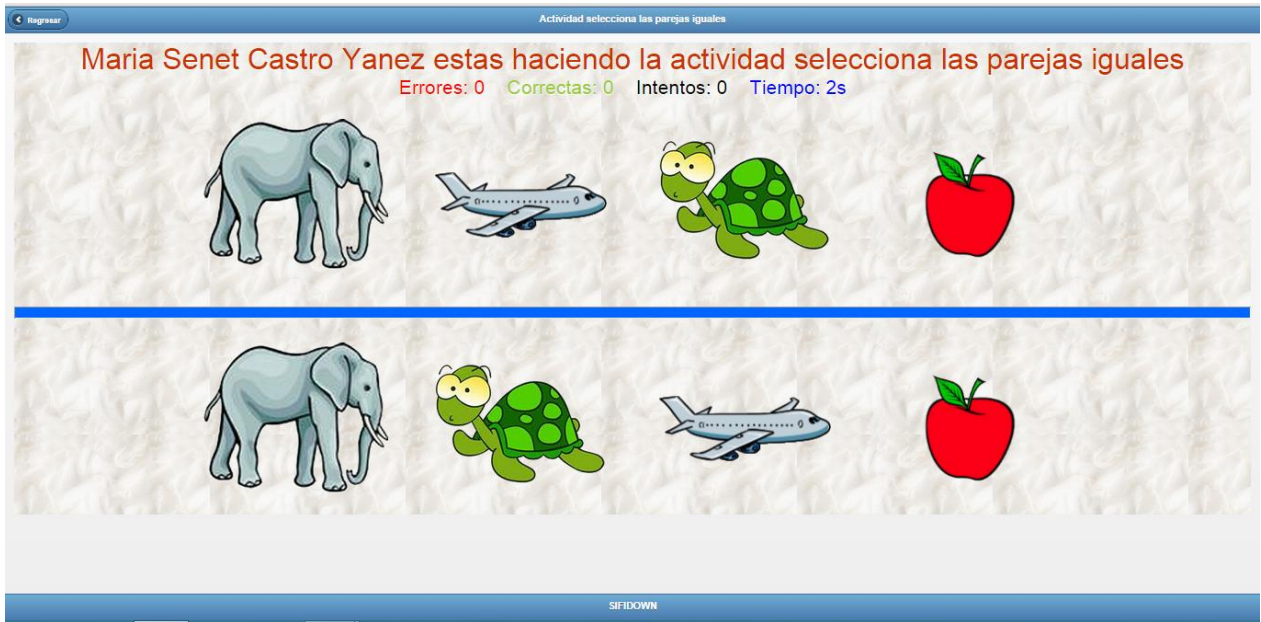 Regresar
Actividad selecciona las parejas iguales
Maria Senet Castro Yanez estas haciendo la actividad selecciona las parejas iguales
Errores: 0 Correctas: 0 Intentos: 0 Tiempo: 2s
SIFIDOWN